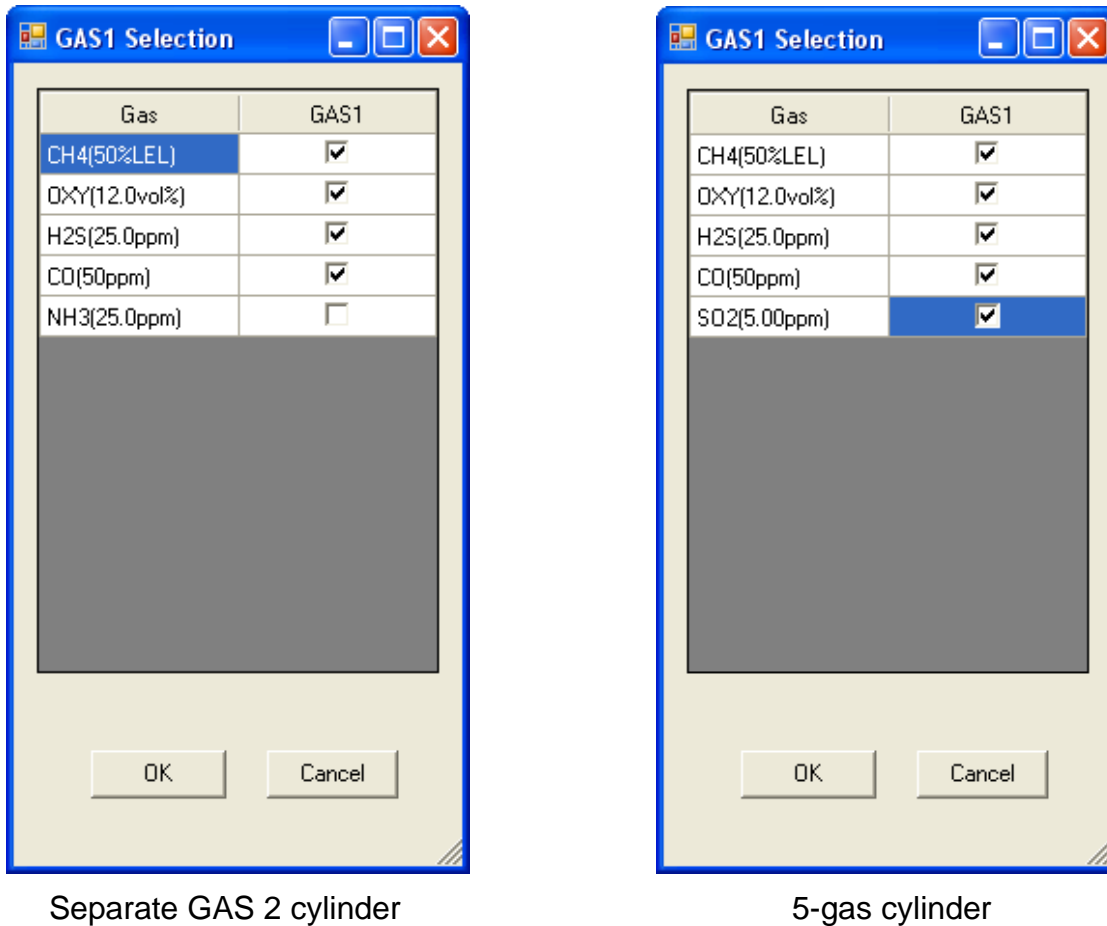 GAS1 Selection
Gas GAS1
CH4(50%LEL)
OXY(12.0vol%)
H2S(25.0ppm)
CO(50ppm)
NH3(25.0ppm)
OK Cancel
Separate GAS 2 cylinder
GAS1 Selection
Gas GAS1
CH4(50%LEL)
OXY(12.0vol%)
H2S(25.0ppm)
CO(50ppm)
SO2(5.00ppm)
OK Cancel
5-gas cylinder